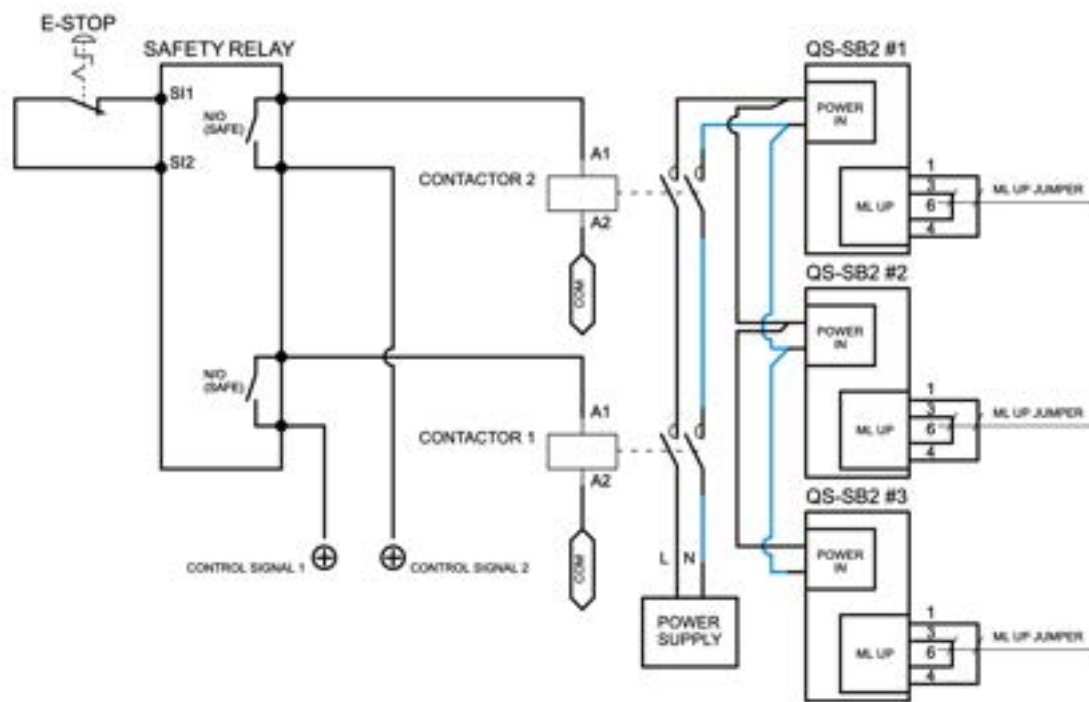 E-STOP
SAFETY RELAY
SI1
SI2
N/O
(SAFE)
N/O
(SAFE)
CONTROL SIGNAL 1
CONTROL SIGNAL 2
A1
CONTACTOR 2
A2
COM
A1
CONTACTOR 1
A2
COM
L N
POWER
SUPPLY
QS-SB2 #1
POWER
IN
ML UP
1
3
6
4
ML UP JUMPER
QS-SB2 #2
POWER
IN
ML UP
1
3
6
4
ML UP JUMPER
QS-SB2 #3
POWER
IN
ML UP
1
3
6
4
ML UP JUMPER